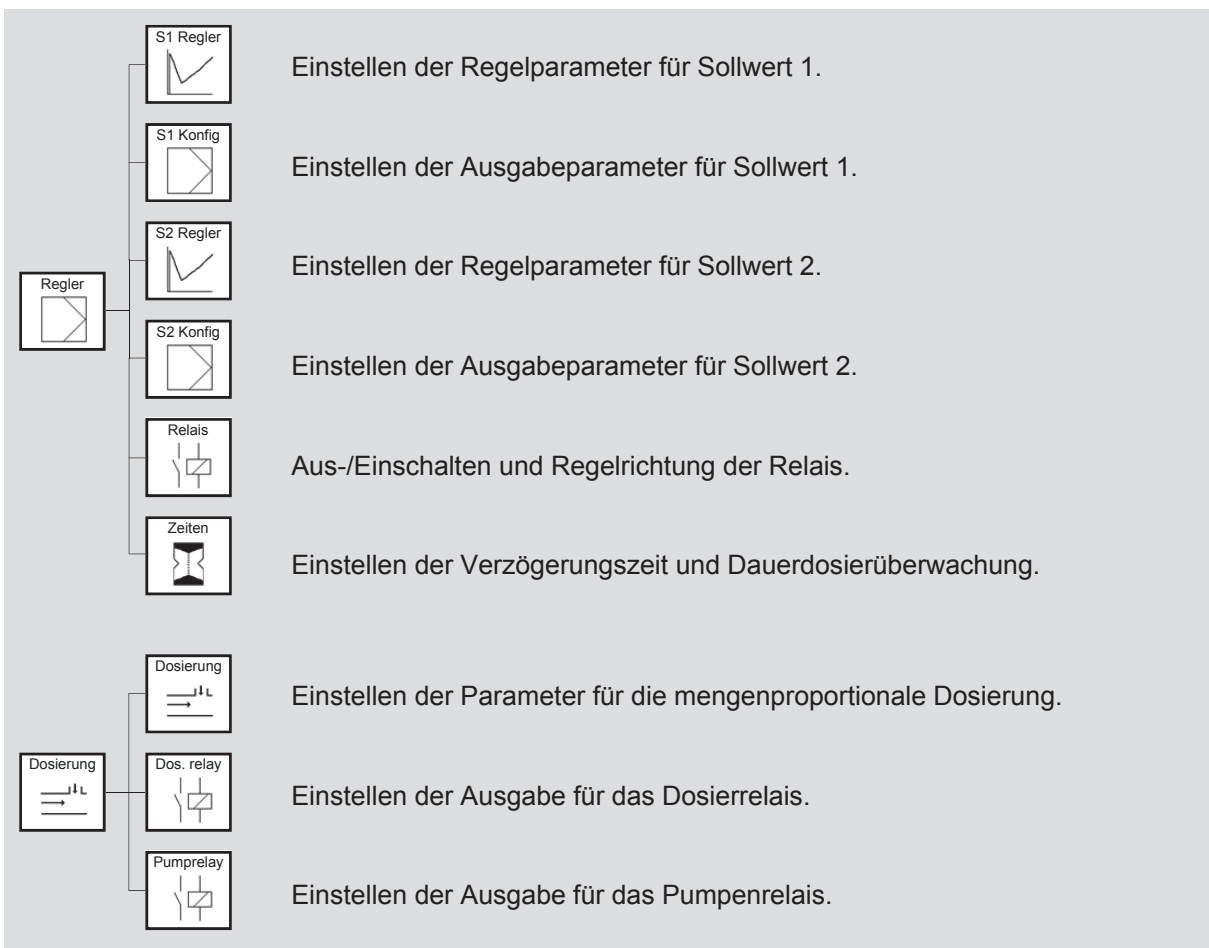 S1 Regler
Einstellen der Regelparameter für Sollwert 1.
S1 Konfig
Einstellen der Ausgabeparameter für Sollwert 1.
S2 Regler
Einstellen der Regelparameter für Sollwert 2.
Regler
S2 Konfig
Einstellen der Ausgabeparameter für Sollwert 2.
Relais
Aus-/Einschalten und Regelrichtung der Relais.
Zeiten
Einstellen der Verzögerungszeit und Dauerdosierüberwachung.
Dosierung
Einstellen der Parameter für die mengenproportionale Dosierung.
Dosierung
Dos. relay
Einstellen der Ausgabe für das Dosierrelais.
Pumprelay
Einstellen der Ausgabe für das Pumpenrelais.